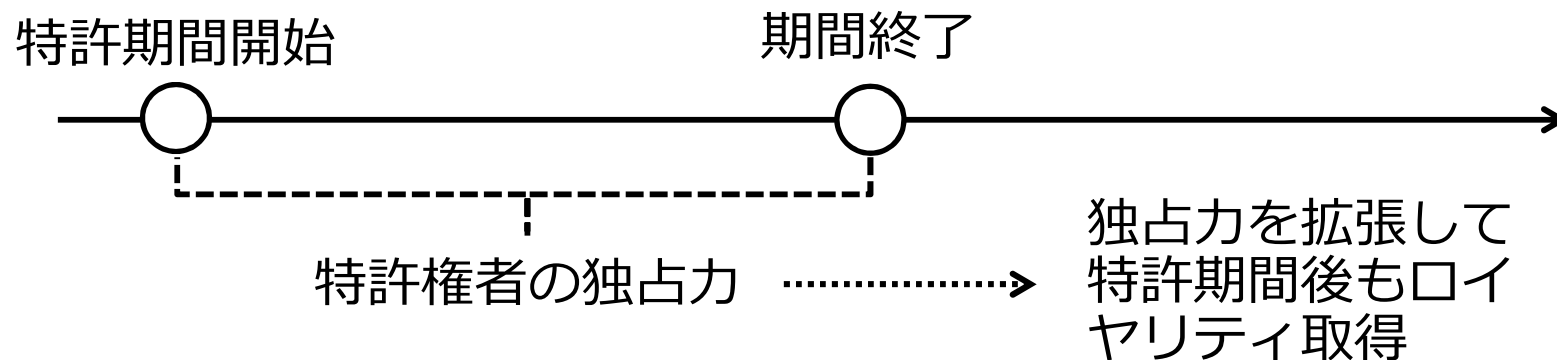 特許期間開始
期間終了
特許権者の独占力
独占力を拡張して
特許期間後もロイ
ヤリティ取得